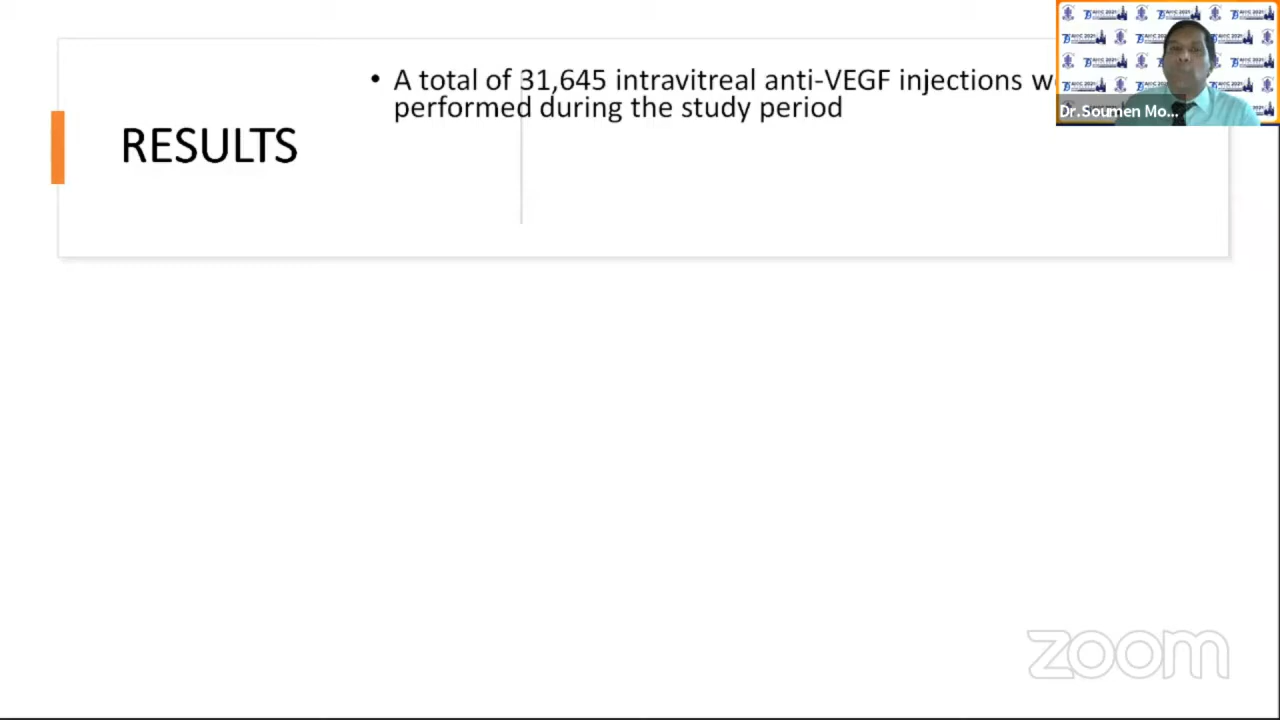 • A total of 31,645 intravitreal anti-VEGF injections
performed during the study period
RESULTS
Dr.Soumen Mo...
zoom